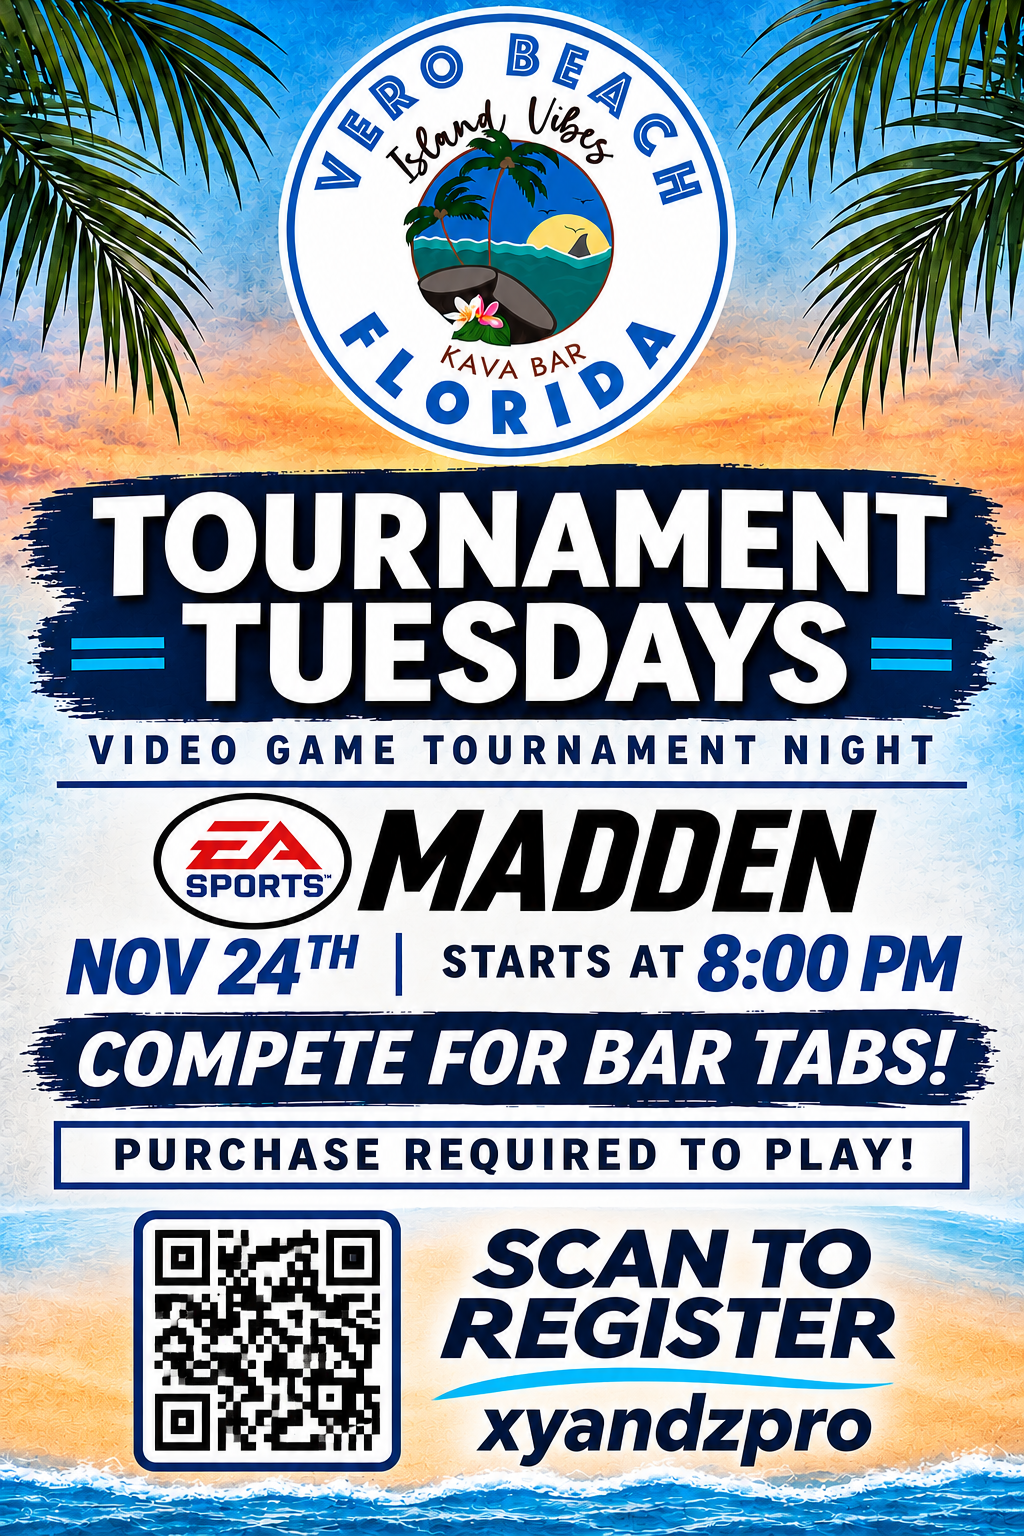 VERO BEACH
Island Vibes
KAVA BAR
FLORIDA
TOURNAMENT
TUESDAYS
VIDEO GAME TOURNAMENT NIGHT
EA
SPORTS™
MADDEN
NOV 24TH | STARTS AT 8:00 PM
COMPETE FOR BAR TABS!
PURCHASE REQUIRED TO PLAY!
SCAN TO
REGISTER
xyandzpro